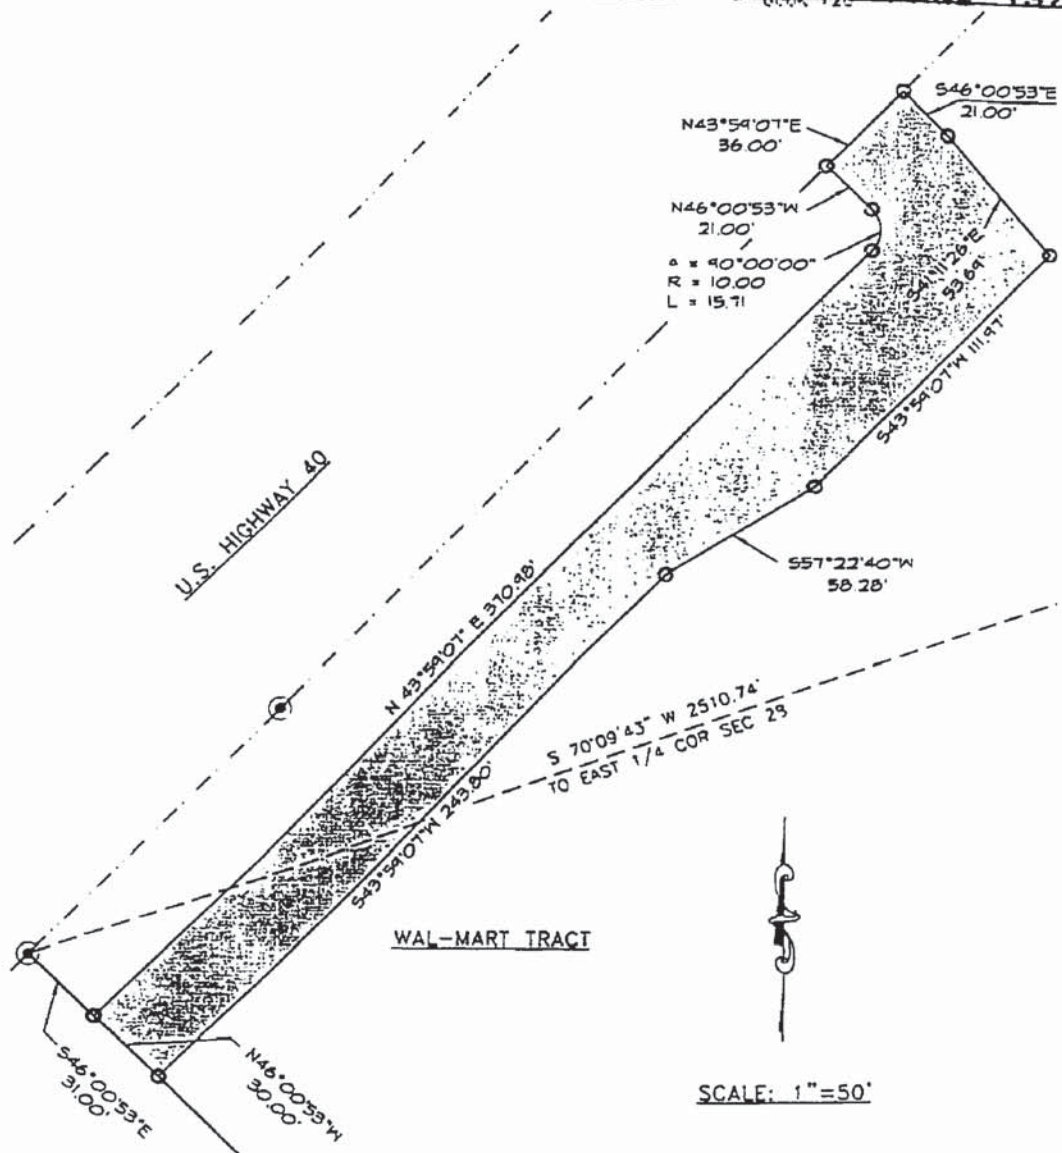 S46°00'53"E
21.00'
N43°59'07"E
36.00'
N46°00'53"W
21.00'
Δ = 90°00'00"
R = 10.00
L = 15.71
S41°11'26"E
53.69'
S43°59'07"W 111.97'
U.S. HIGHWAY 40
S57°22'40"W
58.28'
N 43°59'07" E 370.98'
S 70°09'43" W 2510.74'
TO EAST 1/4 COR SEC 28
S43°59'07"W 243.80'
WAL-MART TRACT
S46°00'53"E
31.00'
N46°00'53"W
30.00'
SCALE: 1"=50'